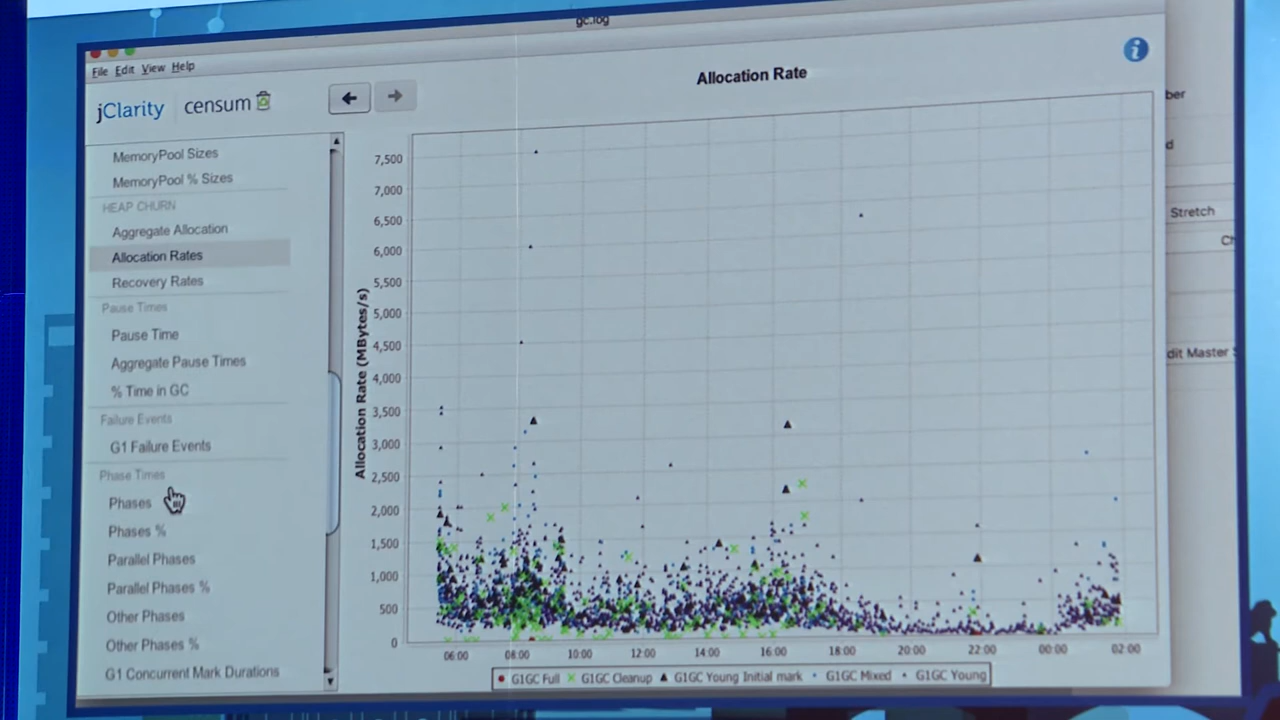 gc.log
File Edit View Help
jClarity censum
MemoryPool Sizes
MemoryPool % Sizes
HEAP CHURN
Aggregate Allocation
Allocation Rates
Recovery Rates
Pause Times
Pause Time
Aggregate Pause Times
% Time in GC
Failure Events
G1 Failure Events
Phase Times
Phases
Phases %
Parallel Phases
Parallel Phases %
Other Phases
Other Phases %
G1 Concurrent Mark Durations
Allocation Rate
i
Allocation Rate (MBytes/s)
7,500
7,000
6,500
6,000
5,500
5,000
4,500
4,000
3,500
3,000
2,500
2,000
1,500
1,000
500
0
06:00 08:00 10:00 12:00 14:00 16:00 18:00 20:00 22:00 00:00 02:00
G1GC Full G1GC Cleanup G1GC Young Initial mark G1GC Mixed G1GC Young
ber
d
Stretch
Ch
dit Master